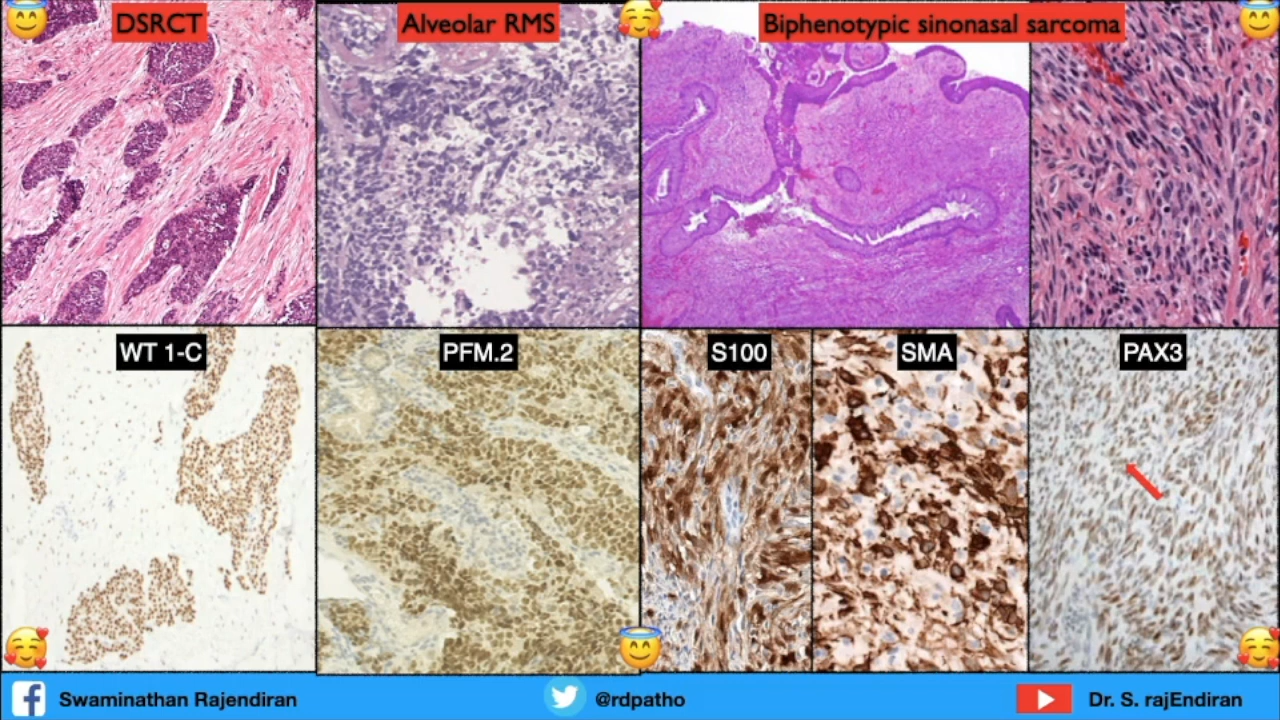 DSRCT
Alveolar RMS
Biphenotypic sinonasal sarcoma
WT 1-C
PFM.2
S100
SMA
PAX3
Swaminathan Rajendiran
@rdpatho
Dr. S. rajEndiran